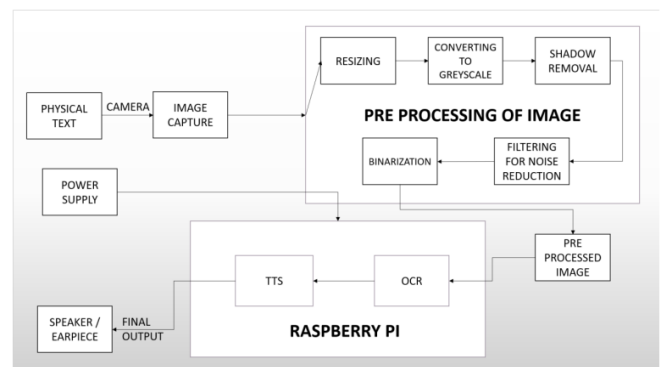 RESIZING
CONVERTING
TO
GREYSCALE
SHADOW
REMOVAL
PHYSICAL
TEXT
CAMERA
IMAGE
CAPTURE
PRE PROCESSING OF IMAGE
BINARIZATION
FILTERING
FOR NOISE
REDUCTION
POWER
SUPPLY
PRE
PROCESSED
IMAGE
TTS
OCR
RASPBERRY PI
SPEAKER /
EARPIECE
FINAL
OUTPUT